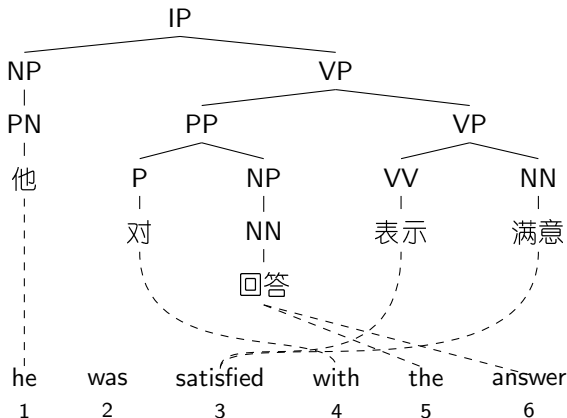 IP
NP VP
PN PP VP
他 P NP VV NN
对 NN 表示 满意
回答
he was satisfied with the answer
1 2 3 4 5 6